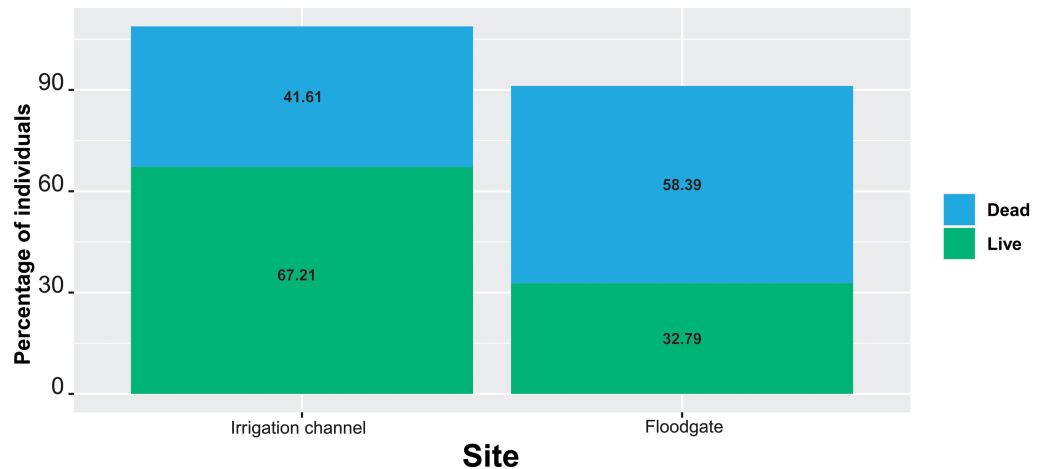 Percentage of individuals
90
60
30
0
41.61
67.21
58.39
32.79
Irrigation channel
Floodgate
Site
Dead
Live